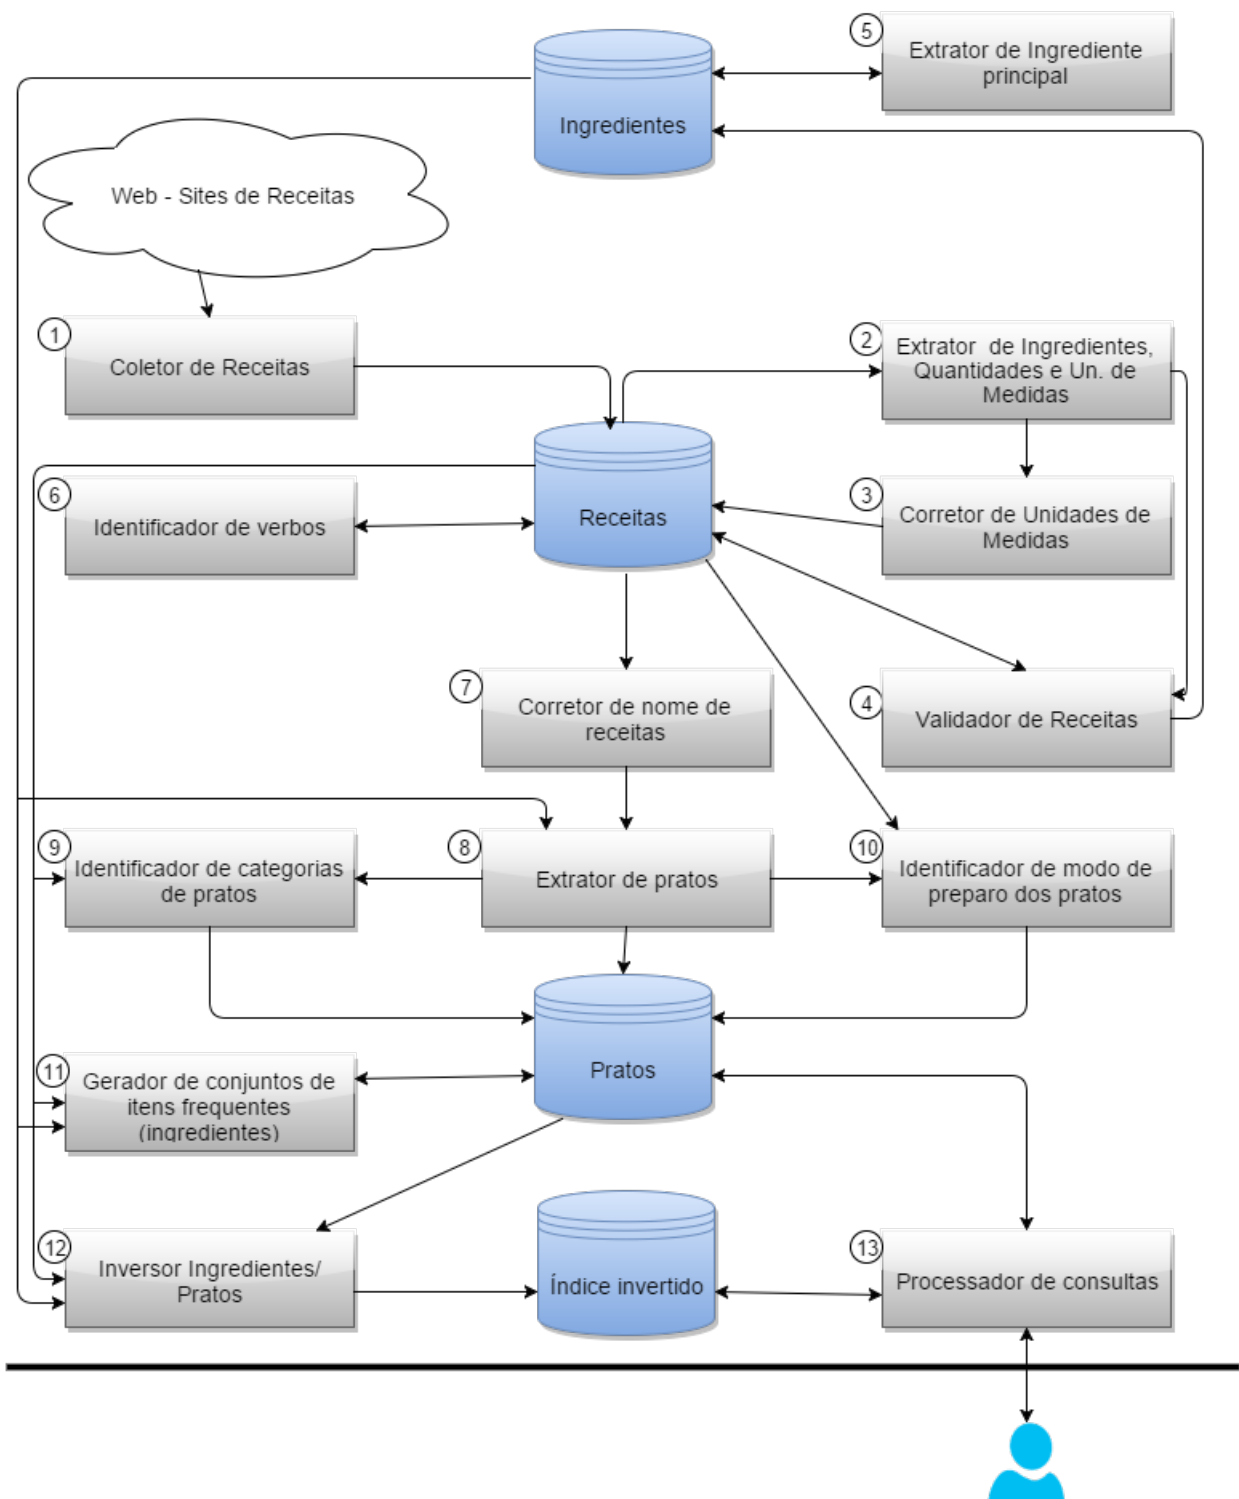 5
Extrator de Ingrediente
principal
Ingredientes
Web - Sites de Receitas
1
Coletor de Receitas
2
Extrator de Ingredientes,
Quantidades e Un. de
Medidas
6
Identificador de verbos
Receitas
3
Corretor de Unidades de
Medidas
7
Corretor de nome de
receitas
4
Validador de Receitas
9
Identificador de categorias
de pratos
8
Extrator de pratos
10
Identificador de modo de
preparo dos pratos
11
Gerador de conjuntos de
itens frequentes
(ingredientes)
Pratos
12
Inversor Ingredientes/
Pratos
Índice invertido
13
Processador de consultas